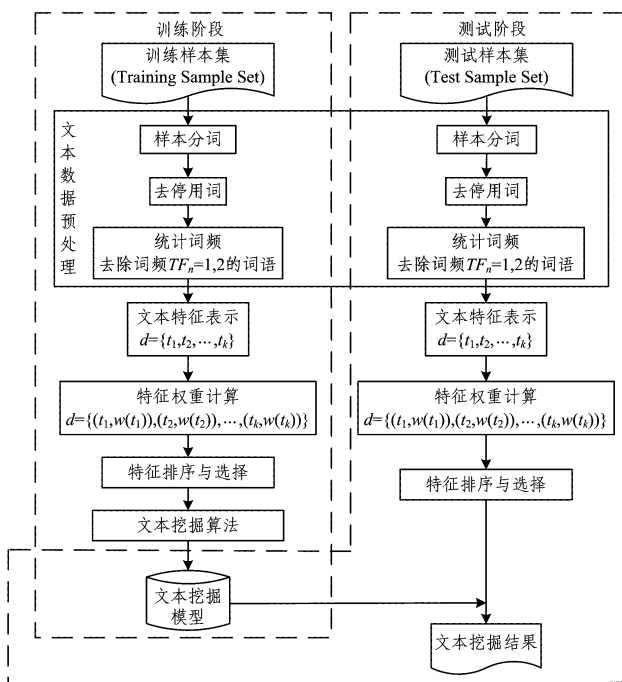 训练阶段
训练样本集
(Training Sample Set)
文本数据预处理
样本分词
去停用词
统计词频
去除词频TFₙ=1,2的词语
文本特征表示
d={t₁,t₂,…,tₖ}
特征权重计算
d={(t₁,w(t₁)),(t₂,w(t₂)),…,(tₖ,w(tₖ))}
特征排序与选择
文本挖掘算法
文本挖掘
模型
测试阶段
测试样本集
(Test Sample Set)
样本分词
去停用词
统计词频
去除词频TFₙ=1,2的词语
文本特征表示
d={t₁,t₂,…,tₖ}
特征权重计算
d={(t₁,w(t₁)),(t₂,w(t₂)),…,(tₖ,w(tₖ))}
特征排序与选择
文本挖掘结果